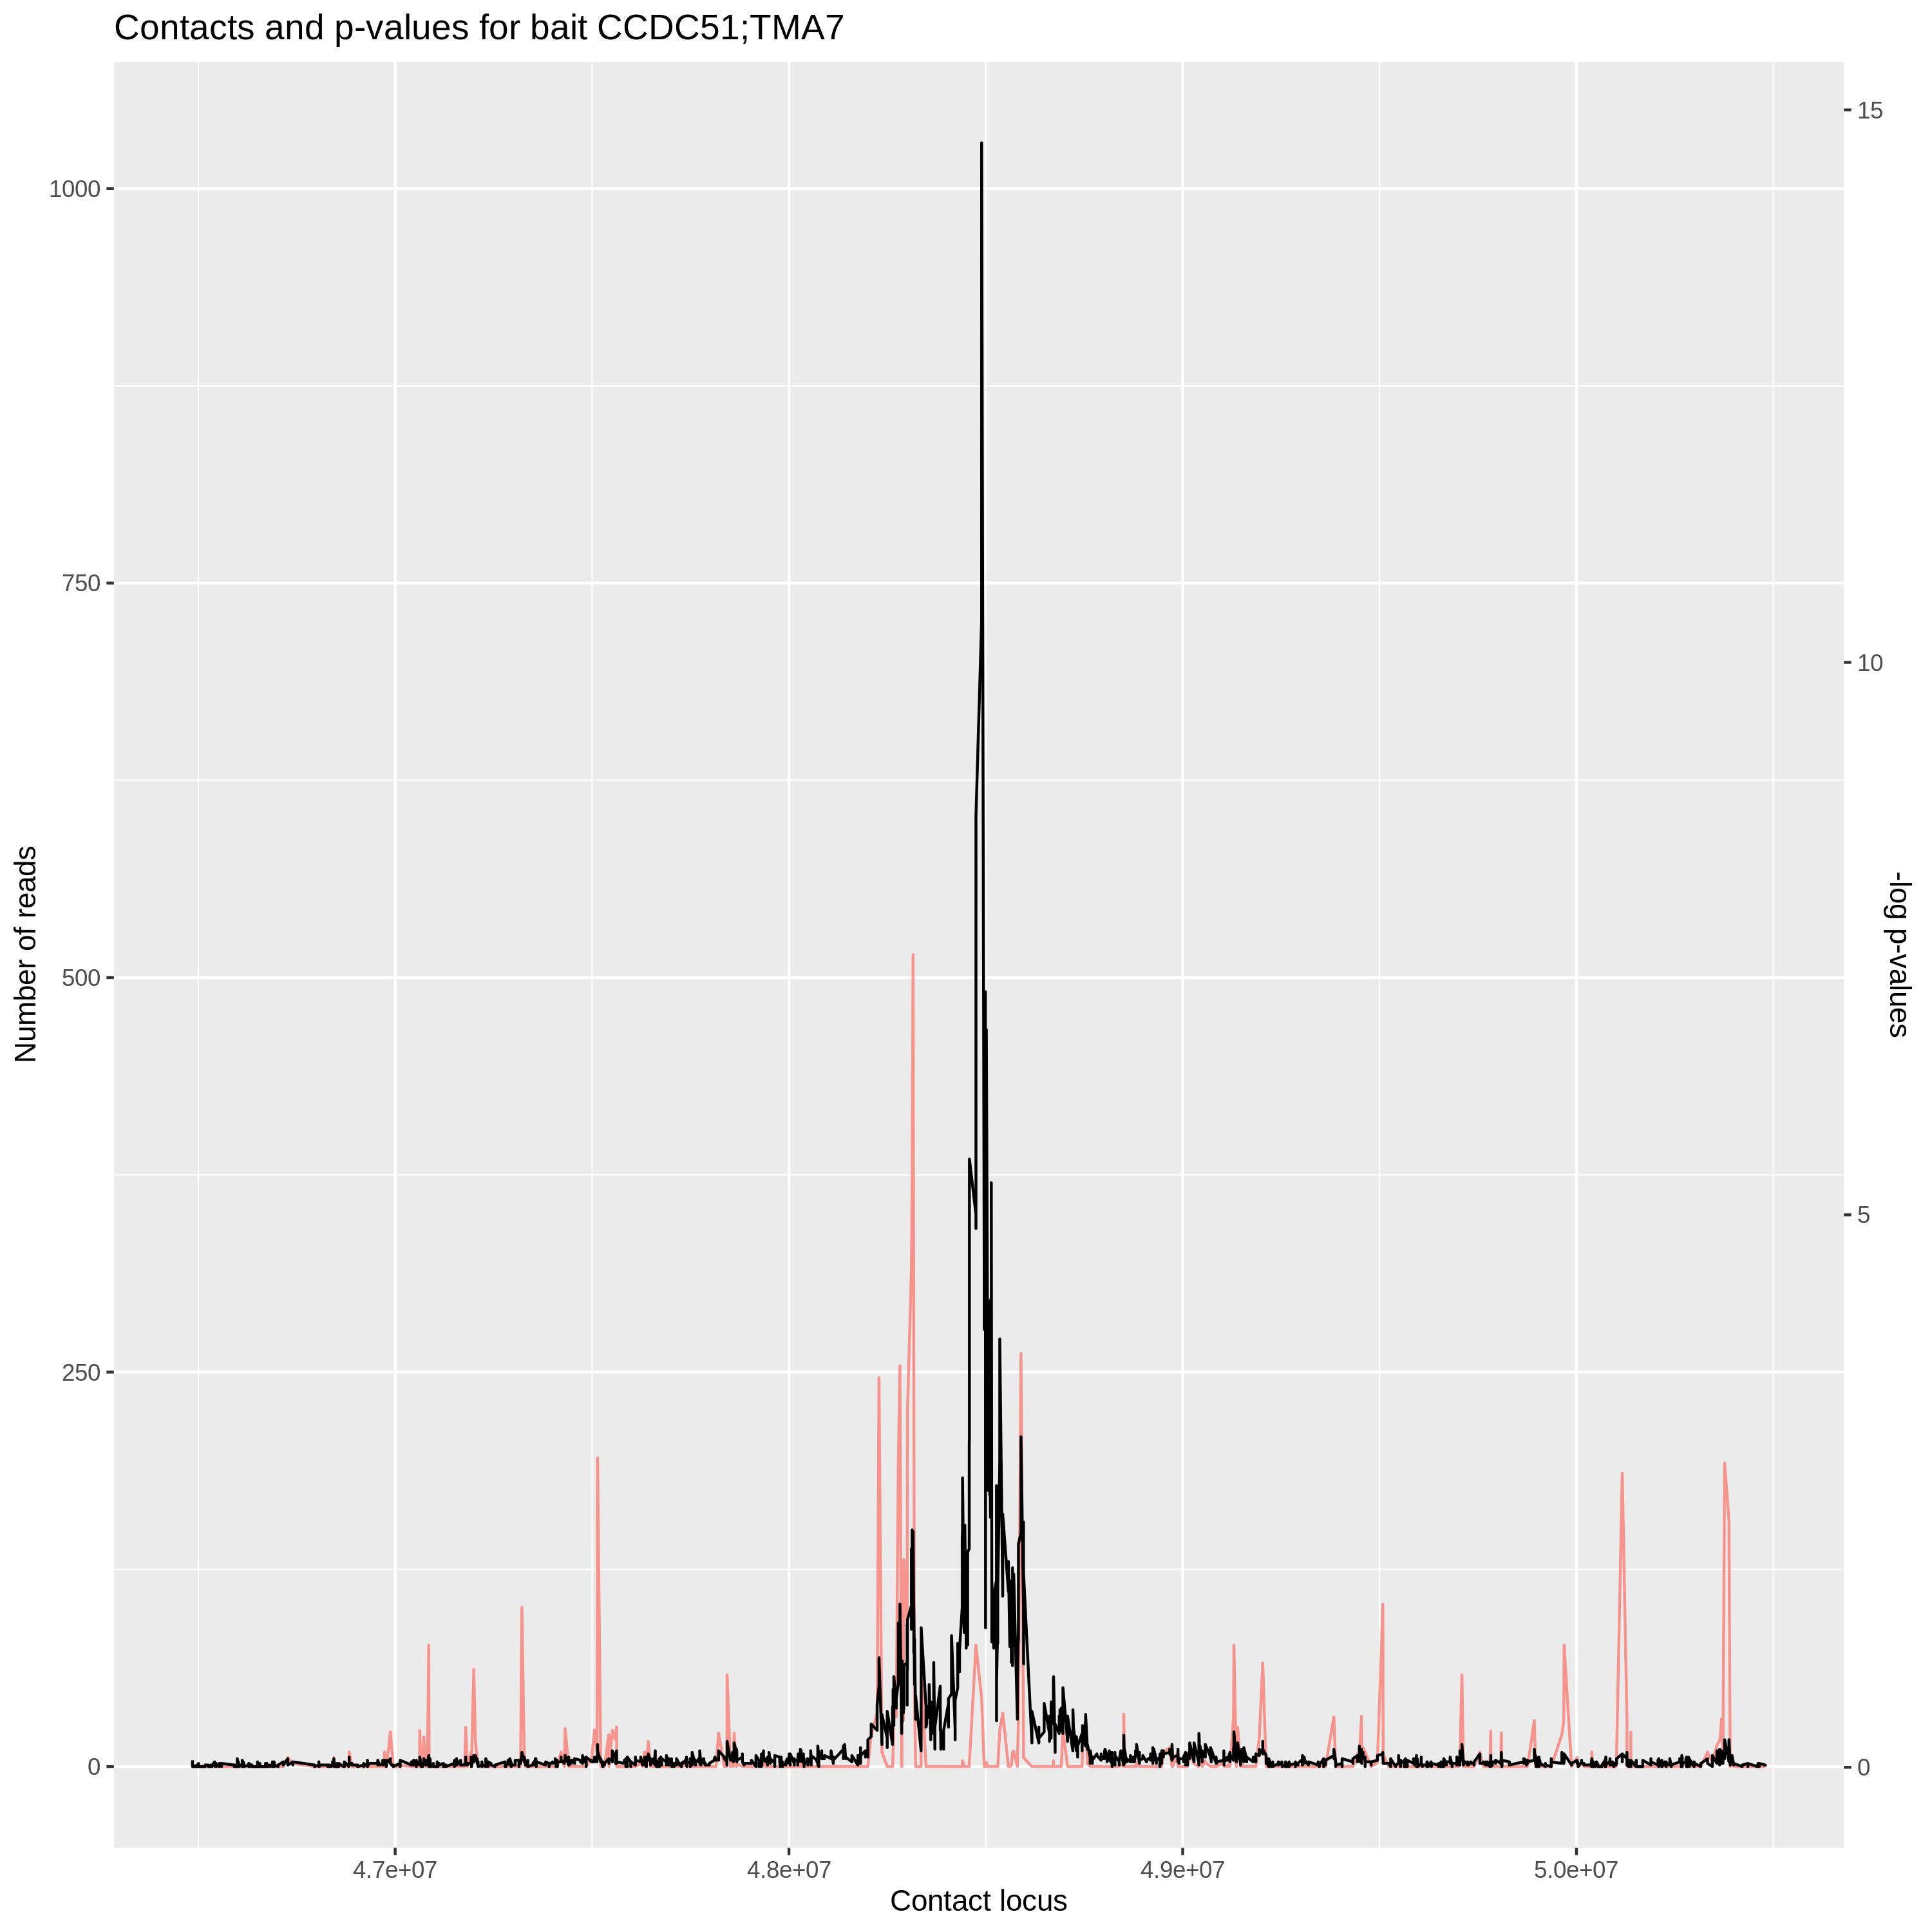 Contacts and p-values for bait CCDC51;TMA7
15
1000
750
10
Number of reads
-log p-values
500
5
250
0
0
4.7e+07
4.8e+07
4.9e+07
5.0e+07
Contact locus